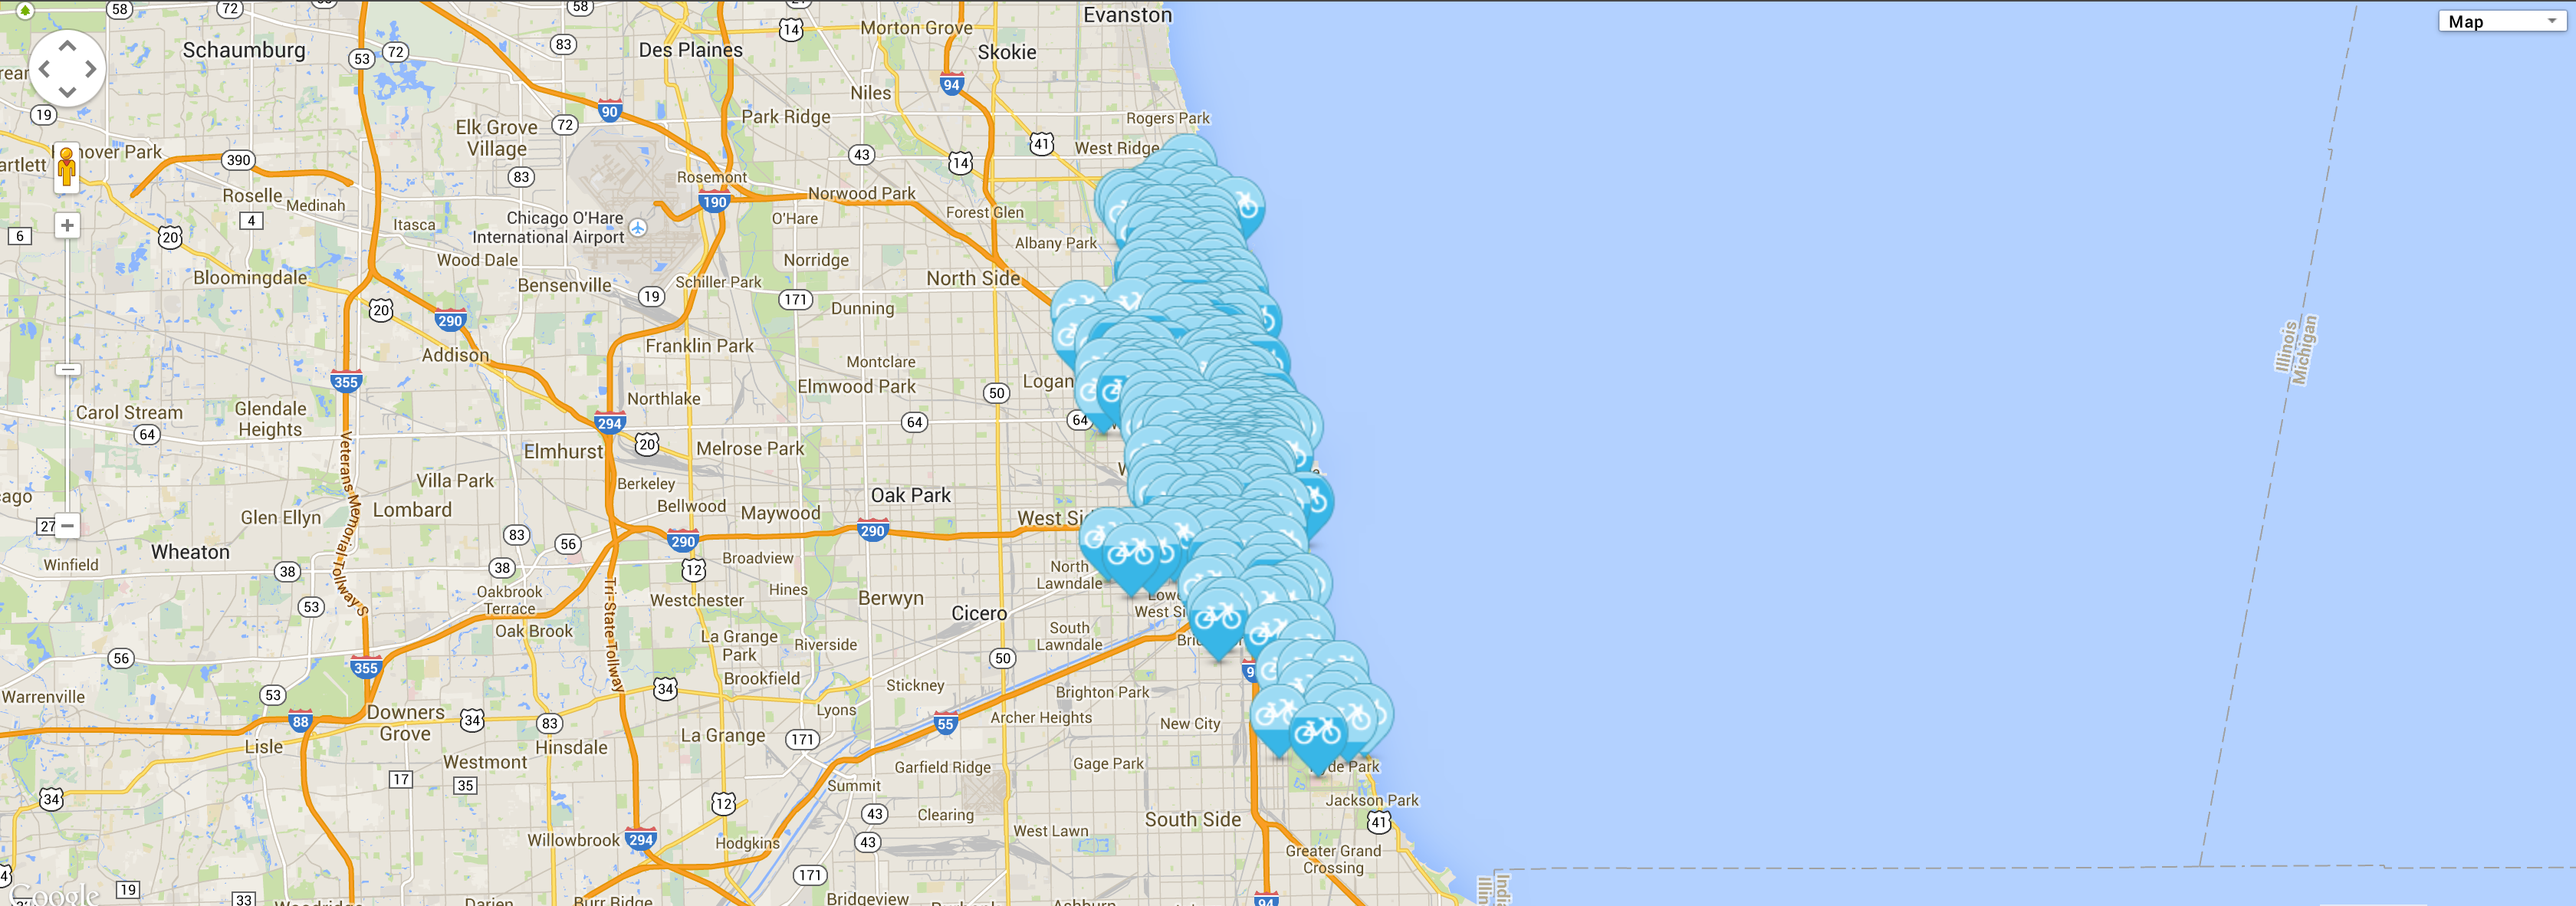 58
72
58
14
Evanston
Map
Schaumburg
53
72
83
Des Plaines
Morton Grove
Skokie
94
Niles
90
19
72
Park Ridge
Rogers Park
Elk Grove
Village
43
14
41
West Ridge
390
83
Rosemont
Roselle
Medinah
190
Norwood Park
4
Chicago O'Hare
International Airport
O'Hare
Forest Glen
6
20
Itasca
Albany Park
Wood Dale
Norridge
Bloomingdale
Bensenville
Schiller Park
North Side
19
171
20
Dunning
290
Illinois
Michigan
Addison
Franklin Park
Montclare
355
Elmwood Park
Logan
50
Carol Stream
Glendale
Heights
Northlake
64
294
64
64
20
Elmhurst
Melrose Park
Villa Park
Berkeley
Oak Park
Glen Ellyn
Lombard
Bellwood
Maywood
West Si
27
83
56
290
290
Wheaton
Broadview
Winfield
38
38
12
North
Lawndale
Veterans Memorial Tollway S
Tri-State Tollway
53
Oakbrook
Terrace
Westchester
Hines
Berwyn
Cicero
Lowe
West Si
Oak Brook
La Grange
Park
Riverside
South
Lawndale
56
355
50
Warrenville
53
34
Brookfield
Stickney
Brighton Park
88
Downers
Grove
34
83
Lyons
55
Archer Heights
New City
Lisle
Hinsdale
La Grange
171
Westmont
Garfield Ridge
Gage Park
Hyde Park
17
35
Summit
34
12
43
Clearing
Jackson Park
South Side
41
Willowbrook
294
Hodgkins
43
West Lawn
Greater Grand
Crossing
171
19
33
Google
Burr Ridge
Bridgeview
94